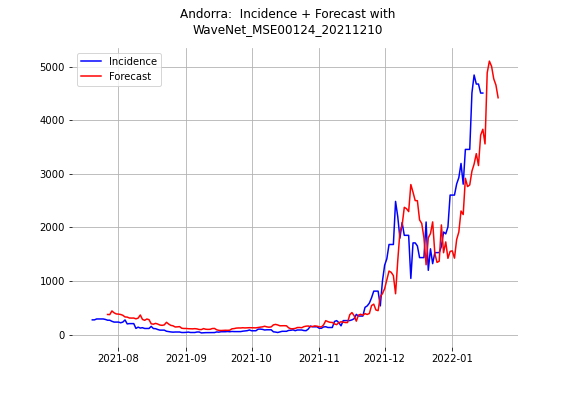 Andorra:  Incidence + Forecast with
WaveNet_MSE00124_20211210
Incidence
Forecast
5000
4000
3000
2000
1000
0
2021-08 2021-09 2021-10 2021-11 2021-12 2022-01